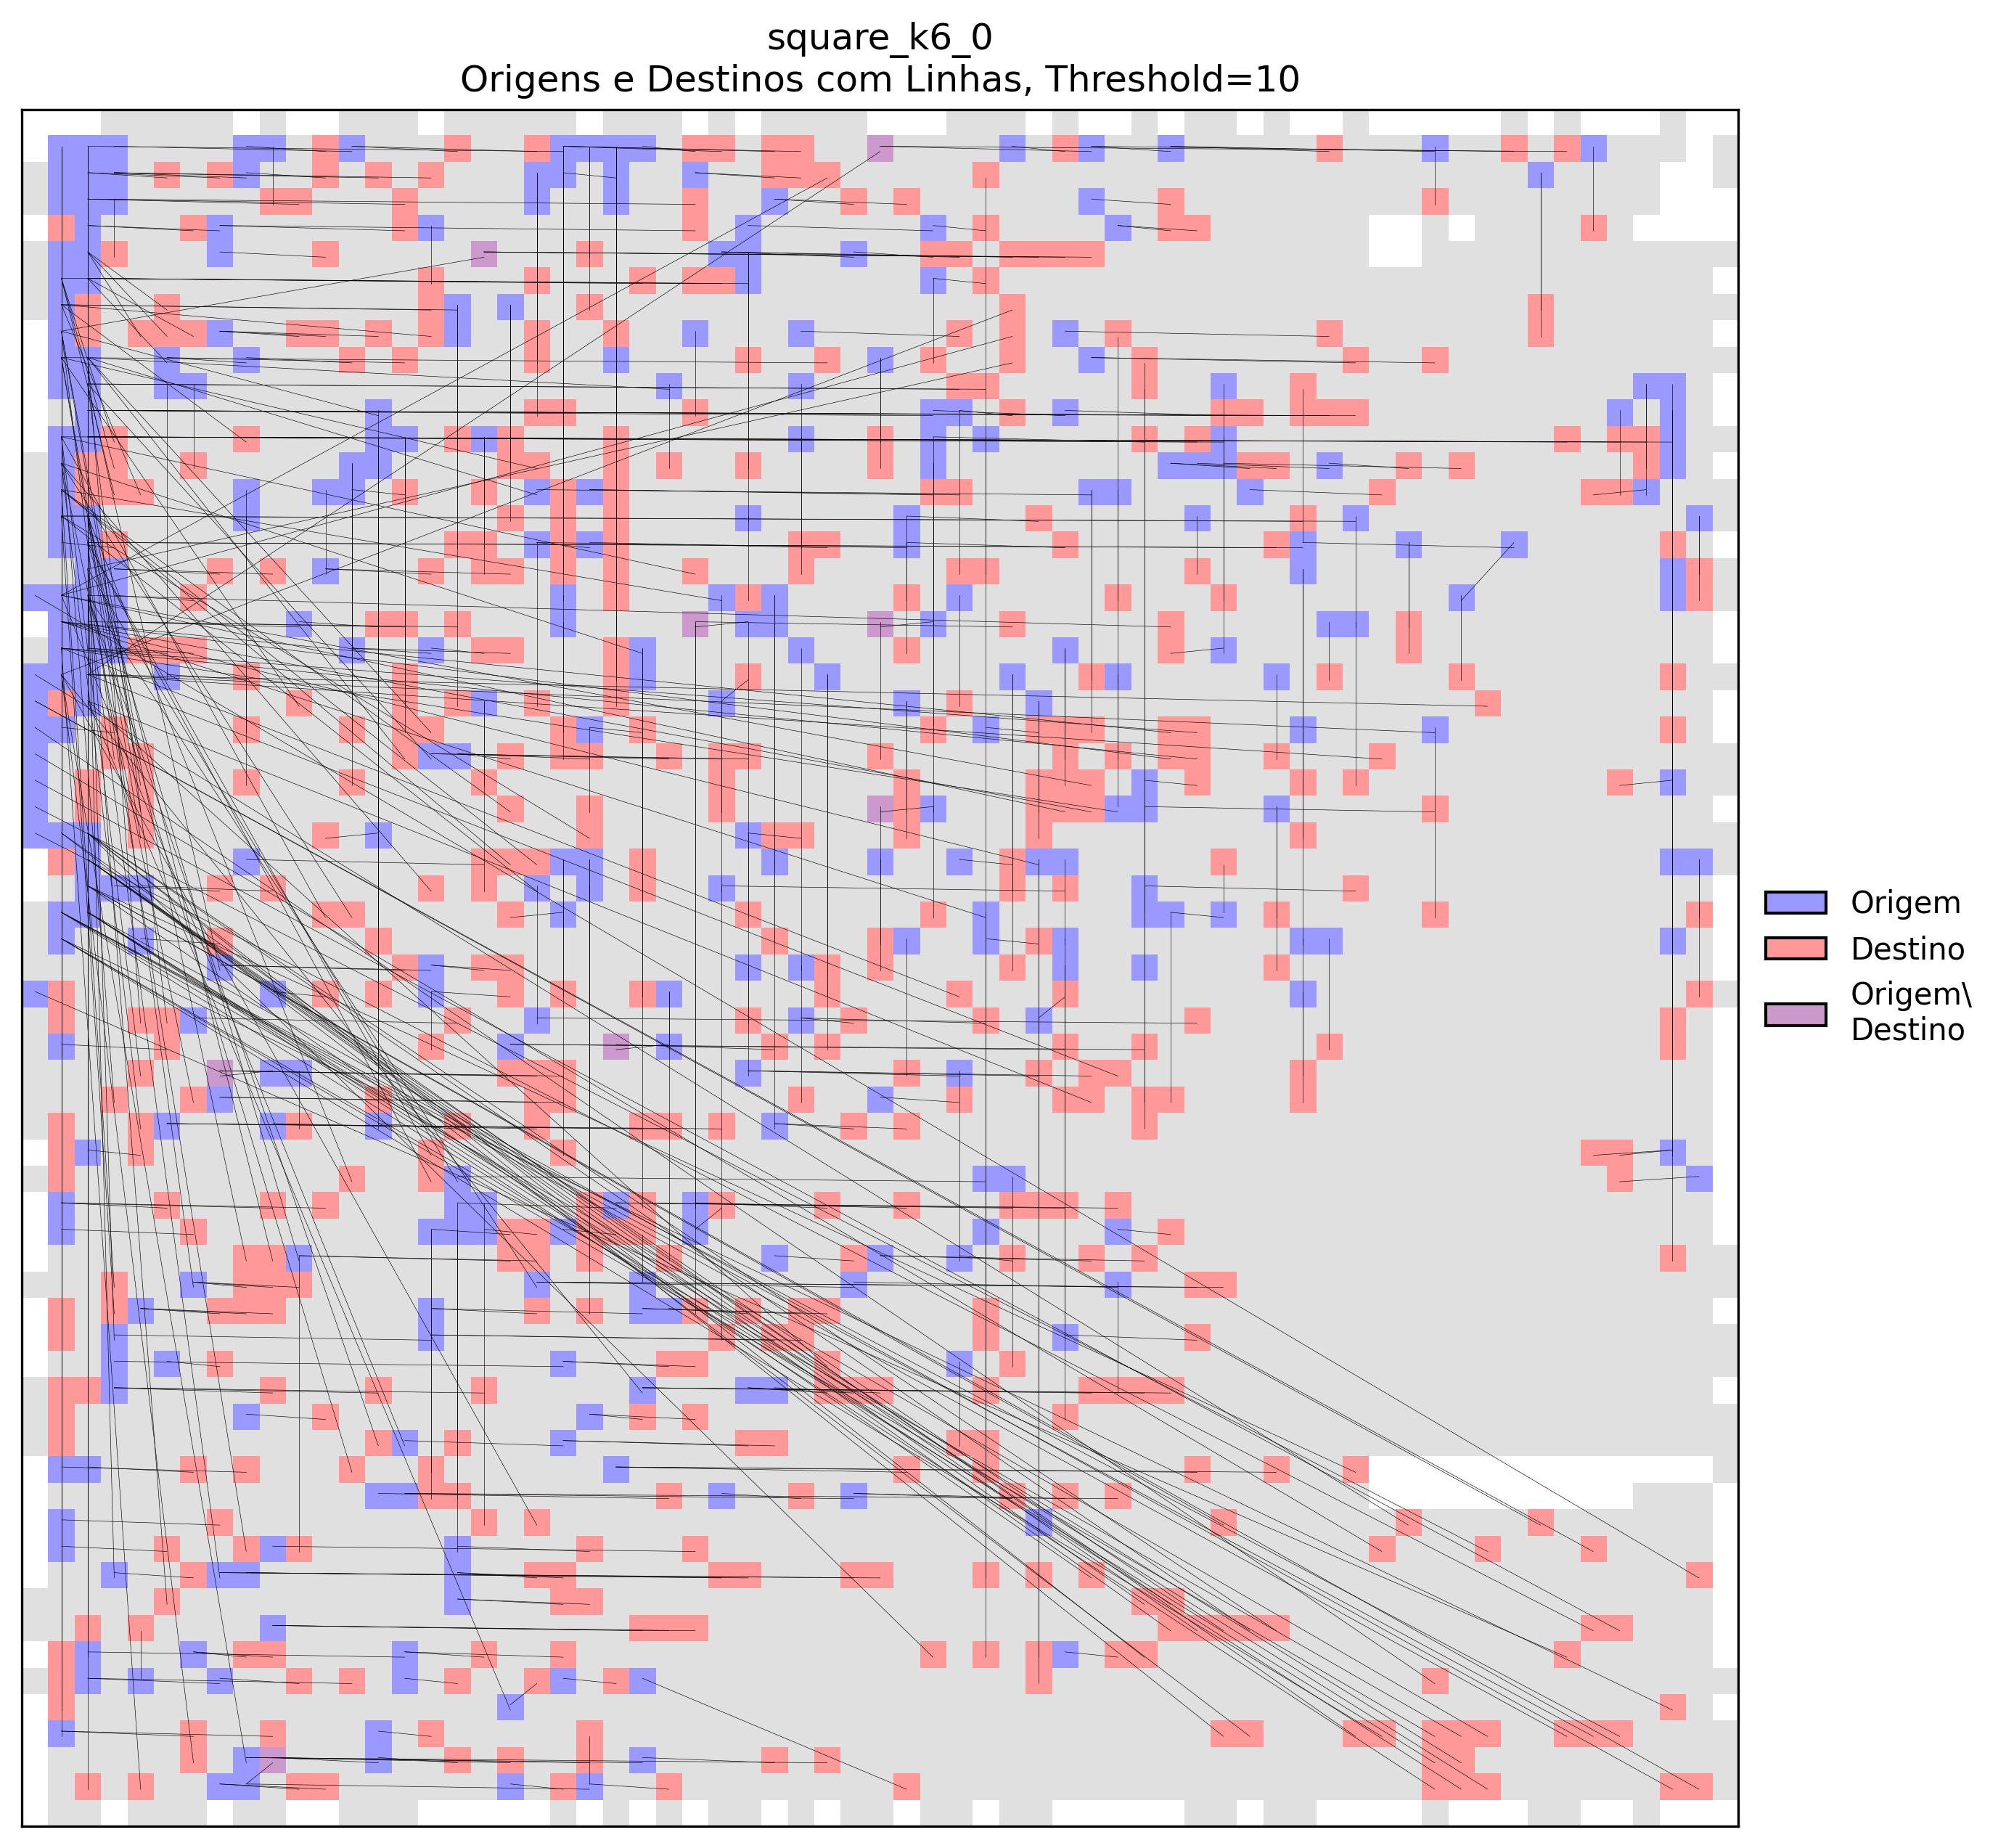 square_k6_0
Origens e Destinos com Linhas, Threshold=10
Origem
Destino
Origem\
Destino